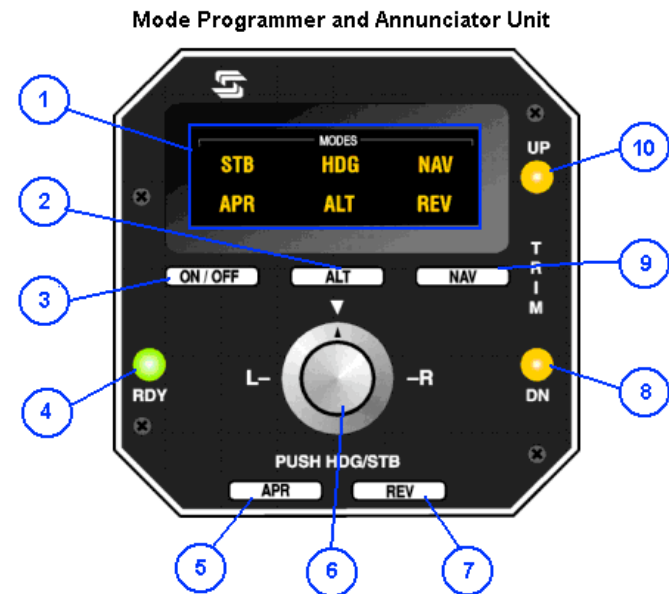 Mode Programmer and Annunciator Unit
1
MODES
STB HDG NAV
APR ALT REV
UP
10
2
TRIM
9
3
ON / OFF
ALT
NAV
4
RDY
L– –R
DN
8
PUSH HDG/STB
APR
REV
5
6
7